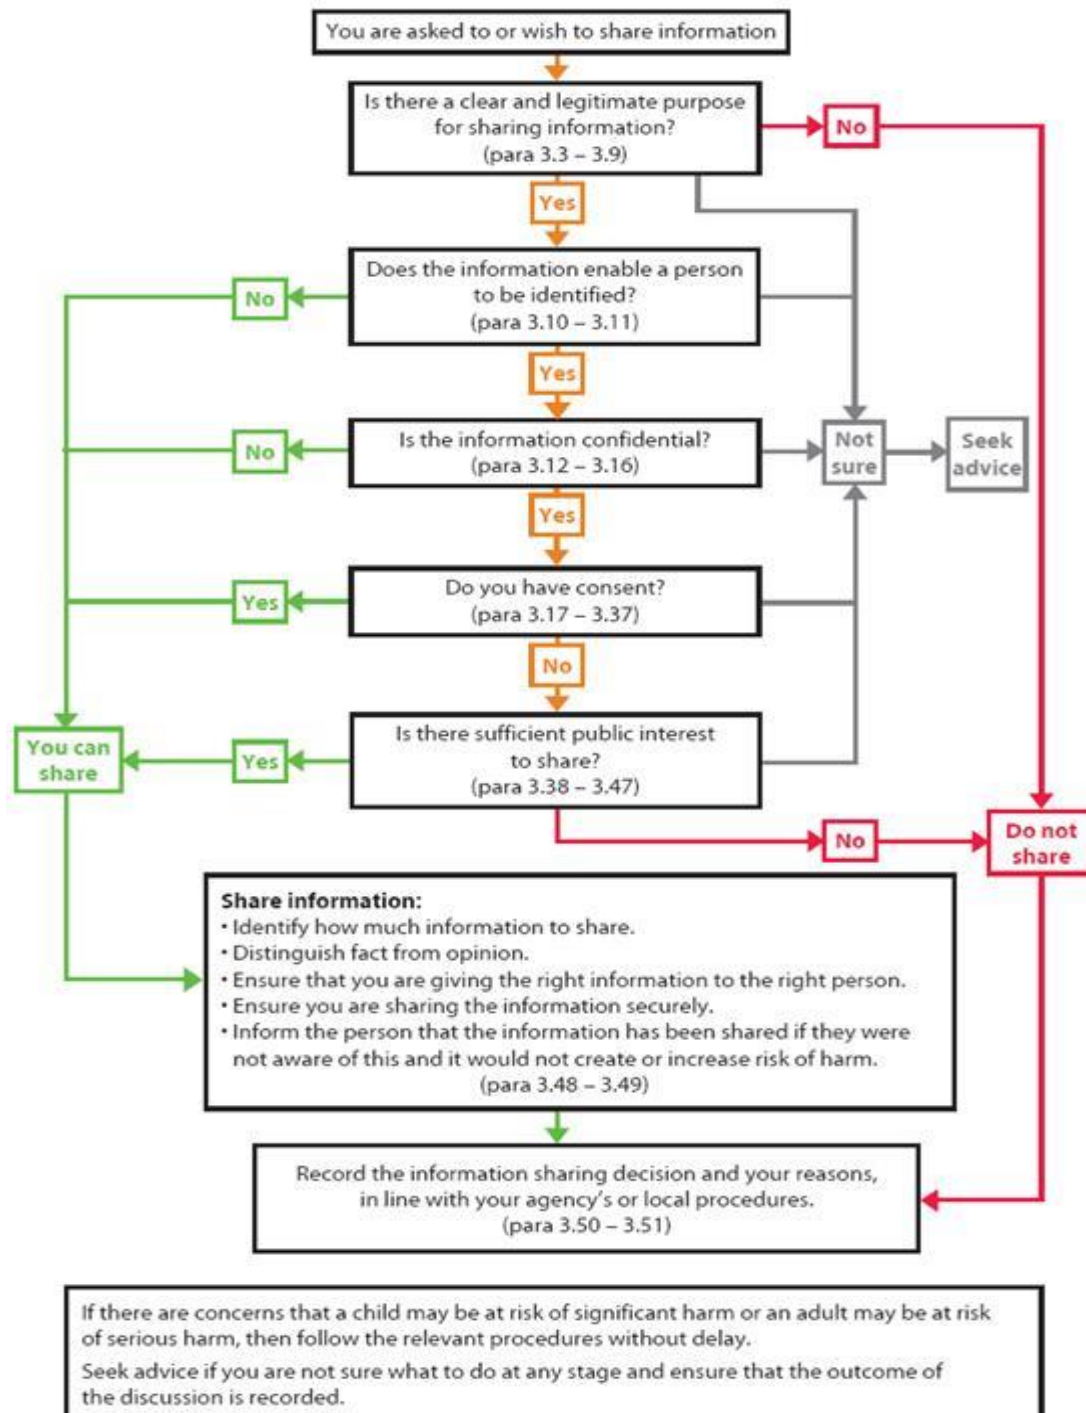 You are asked to or wish to share information
Is there a clear and legitimate purpose
for sharing information?
(para 3.3 – 3.9)
No
Yes
Does the information enable a person
to be identified?
(para 3.10 – 3.11)
No
Yes
Is the information confidential?
(para 3.12 – 3.16)
No
Not
sure
Seek
advice
Yes
Do you have consent?
(para 3.17 – 3.37)
Yes
No
Is there sufficient public interest
to share?
(para 3.38 – 3.47)
Yes
You can
share
No
Do not
share
Share information:
• Identify how much information to share.
• Distinguish fact from opinion.
• Ensure that you are giving the right information to the right person.
• Ensure you are sharing the information securely.
• Inform the person that the information has been shared if they were
not aware of this and it would not create or increase risk of harm.
(para 3.48 – 3.49)
Record the information sharing decision and your reasons,
in line with your agency's or local procedures.
(para 3.50 – 3.51)
If there are concerns that a child may be at risk of significant harm or an adult may be at risk
of serious harm, then follow the relevant procedures without delay.
Seek advice if you are not sure what to do at any stage and ensure that the outcome of
the discussion is recorded.